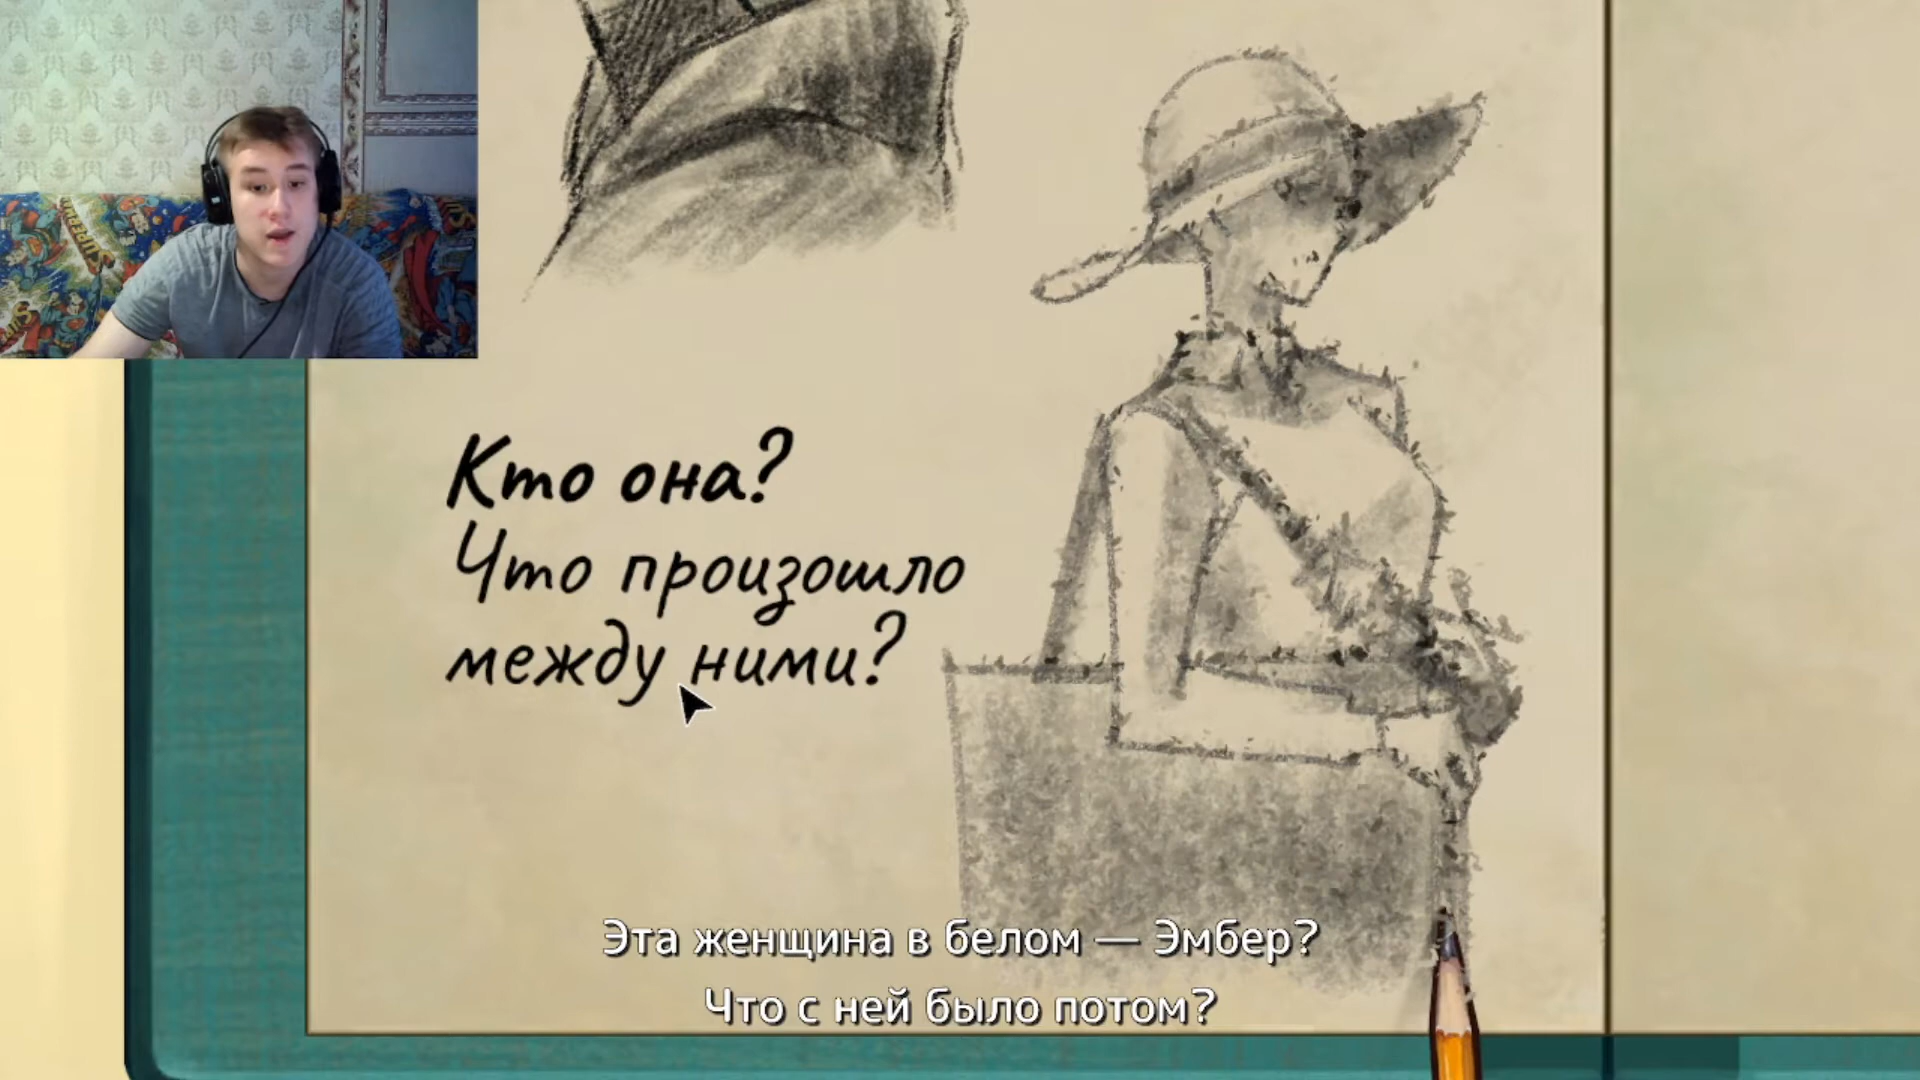 Кто она?
Что произошло
между ними?
Эта женщина в белом — Эмбер?
Что с ней было потом?